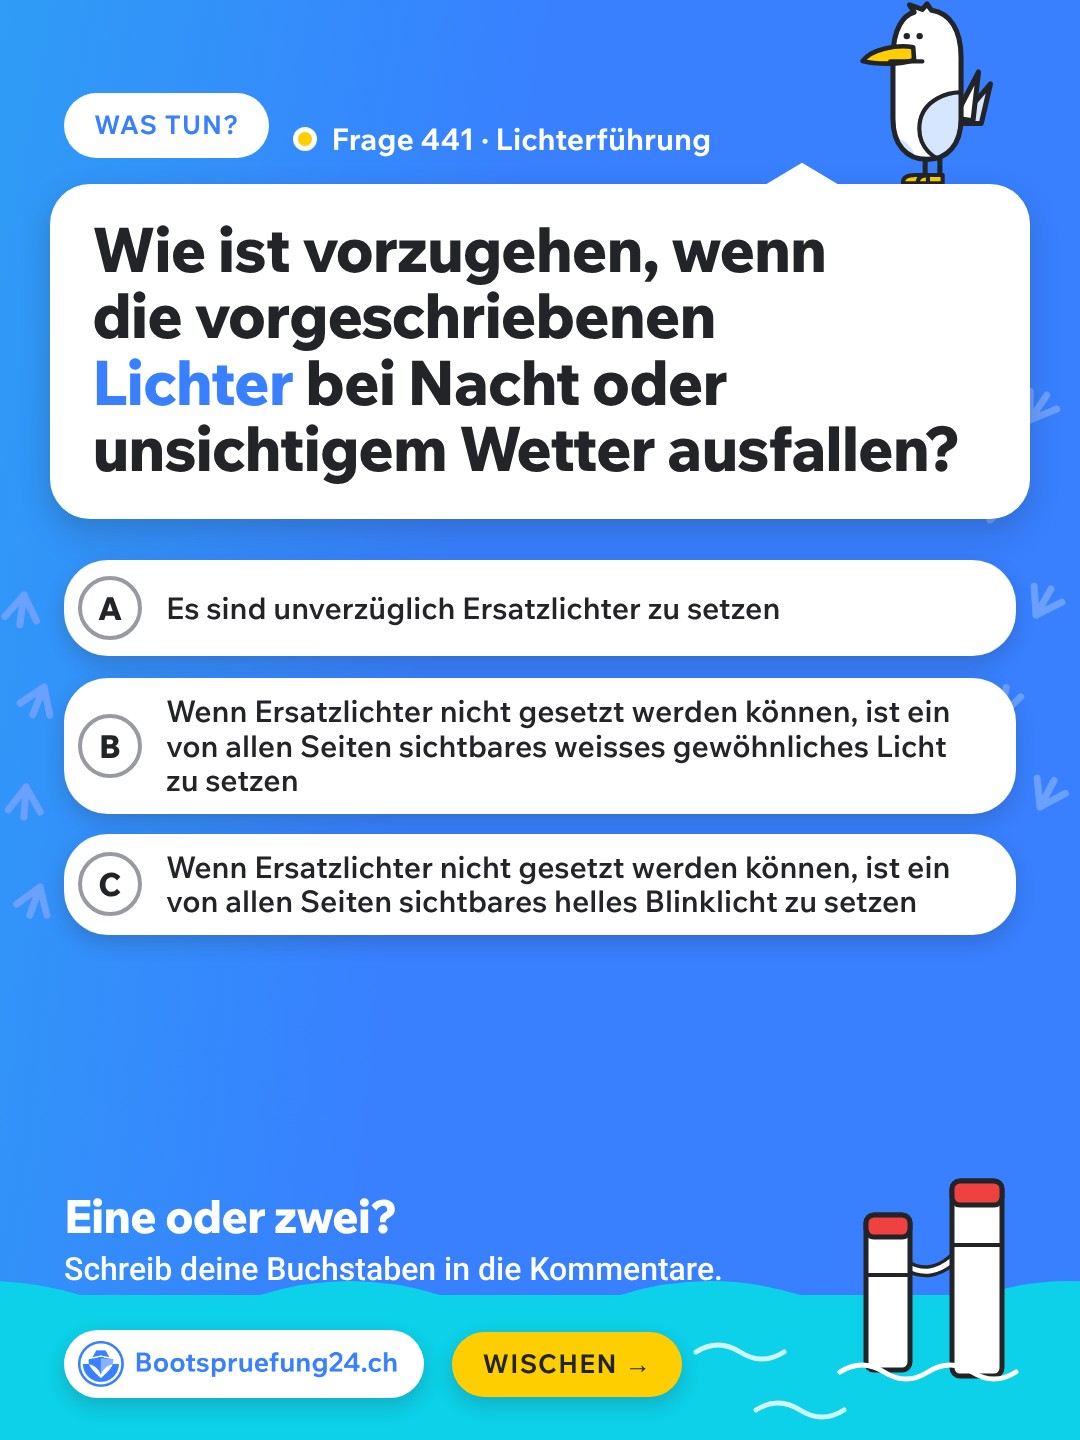 WAS TUN?
Frage 441 · Lichterführung
Wie ist vorzugehen, wenn
die vorgeschriebenen
Lichter bei Nacht oder
unsichtigem Wetter ausfallen?
A
Es sind unverzüglich Ersatzlichter zu setzen
B
Wenn Ersatzlichter nicht gesetzt werden können, ist ein
von allen Seiten sichtbares weisses gewöhnliches Licht
zu setzen
C
Wenn Ersatzlichter nicht gesetzt werden können, ist ein
von allen Seiten sichtbares helles Blinklicht zu setzen
Eine oder zwei?
Schreib deine Buchstaben in die Kommentare.
Bootspruefung24.ch
WISCHEN →